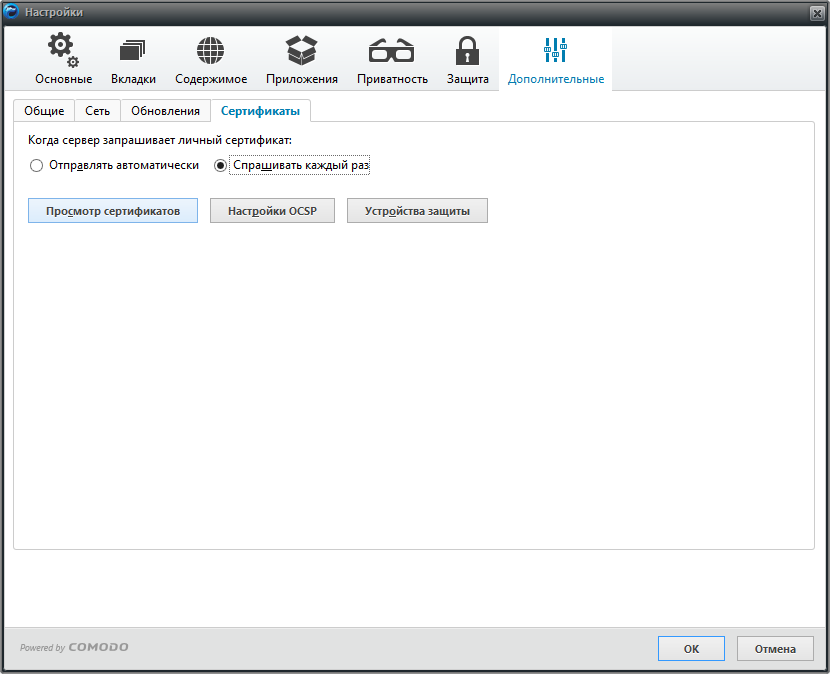 Настройки
Основные Вкладки Содержимое Приложения Приватность Защита Дополнительные
Общие Сеть Обновления Сертификаты
Когда сервер запрашивает личный сертификат:
Отправлять автоматически Спрашивать каждый раз
Просмотр сертификатов Настройки OCSP Устройства защиты
Powered by COMODO OK Отмена